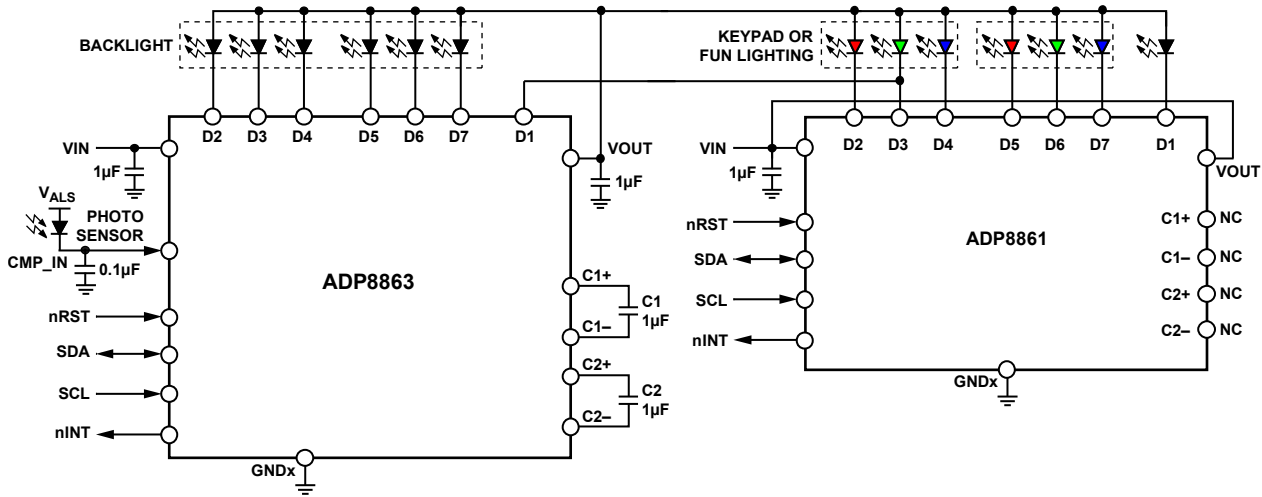 BACKLIGHT
KEYPAD OR
FUN LIGHTING
D2 D3 D4 D5 D6 D7 D1
VIN
1µF
VALS
PHOTO
SENSOR
CMP_IN
0.1µF
nRST
SDA
SCL
nINT
ADP8863
VOUT
1µF
C1+
C1
1µF
C1–
C2+
C2
1µF
C2–
GNDx
D2 D3 D4 D5 D6 D7 D1
VIN
1µF
nRST
SDA
SCL
nINT
ADP8861
VOUT
C1+ NC
C1– NC
C2+ NC
C2– NC
GNDx